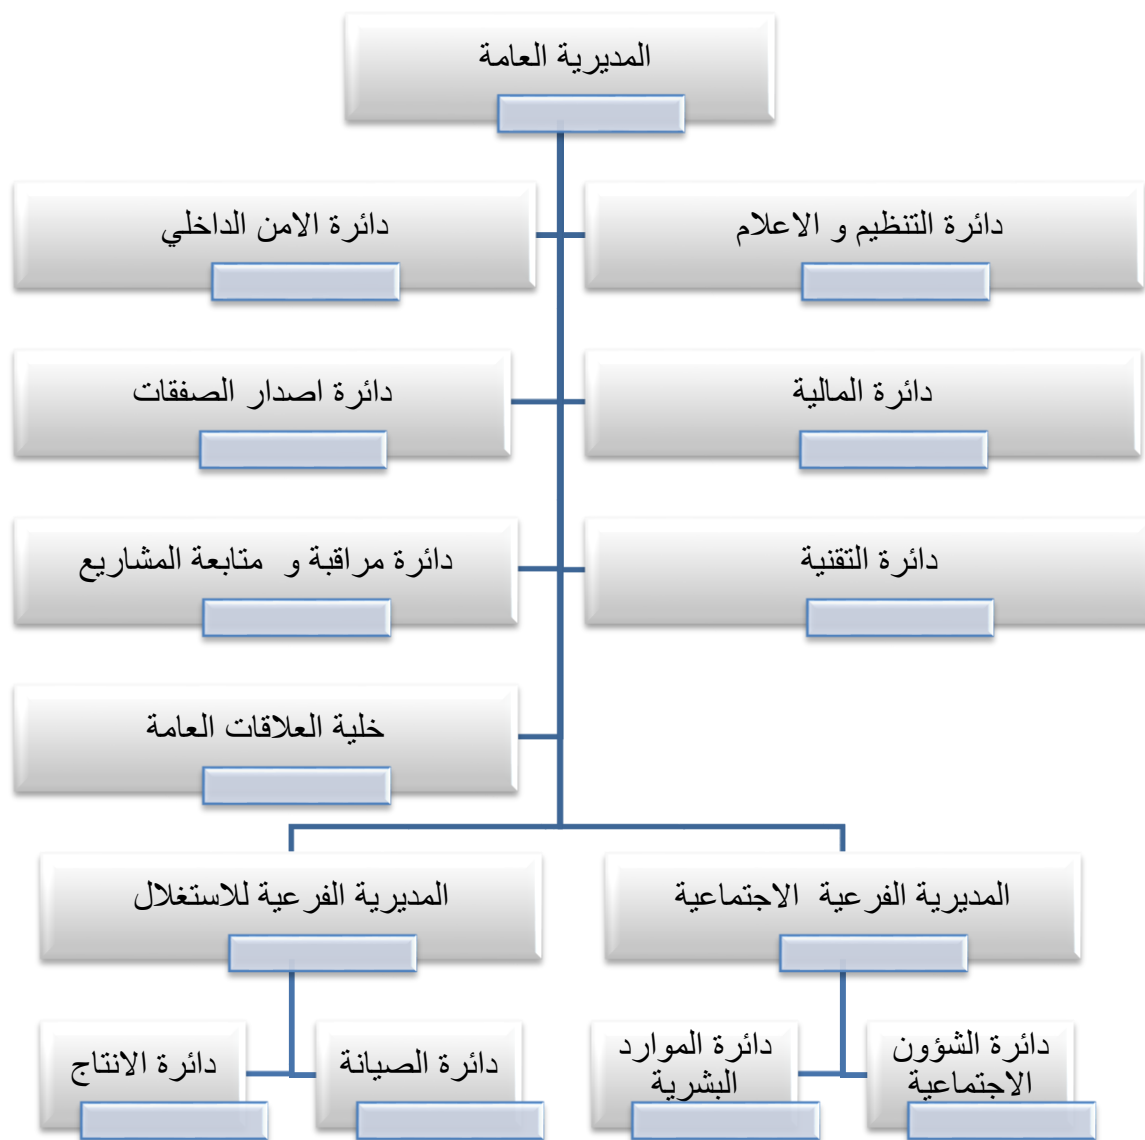 المديرية العامة
دائرة التنظيم و الاعلام
دائرة الامن الداخلي
دائرة المالية
دائرة اصدار الصفقات
دائرة التقنية
دائرة مراقبة و متابعة المشاريع
خلية العلاقات العامة
المديرية الفرعية الاجتماعية
المديرية الفرعية للاستغلال
دائرة الشؤون
الاجتماعية
دائرة الموارد
البشرية
دائرة الصيانة
دائرة الانتاج